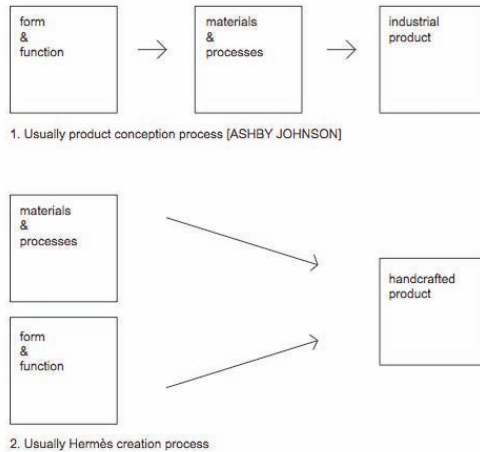 form
&
function
materials
&
processes
industrial
product
1. Usually product conception process [ASHBY JOHNSON]
materials
&
processes
form
&
function
handcrafted
product
2. Usually Hermès creation process